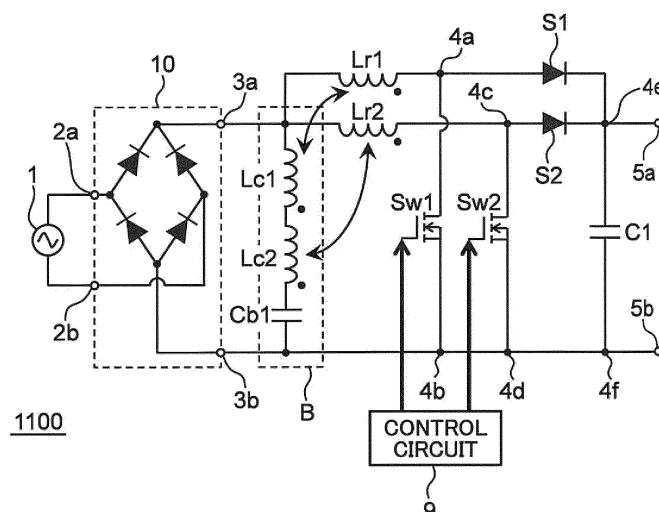 10
3a
Lr1
4a
S1
4e
2a
Lr2
4c
5a
1
S2
Lc1
Sw1
Sw2
C1
Lc2
Cb1
2b
5b
3b
B
4b
4d
4f
1100
CONTROL
CIRCUIT
9